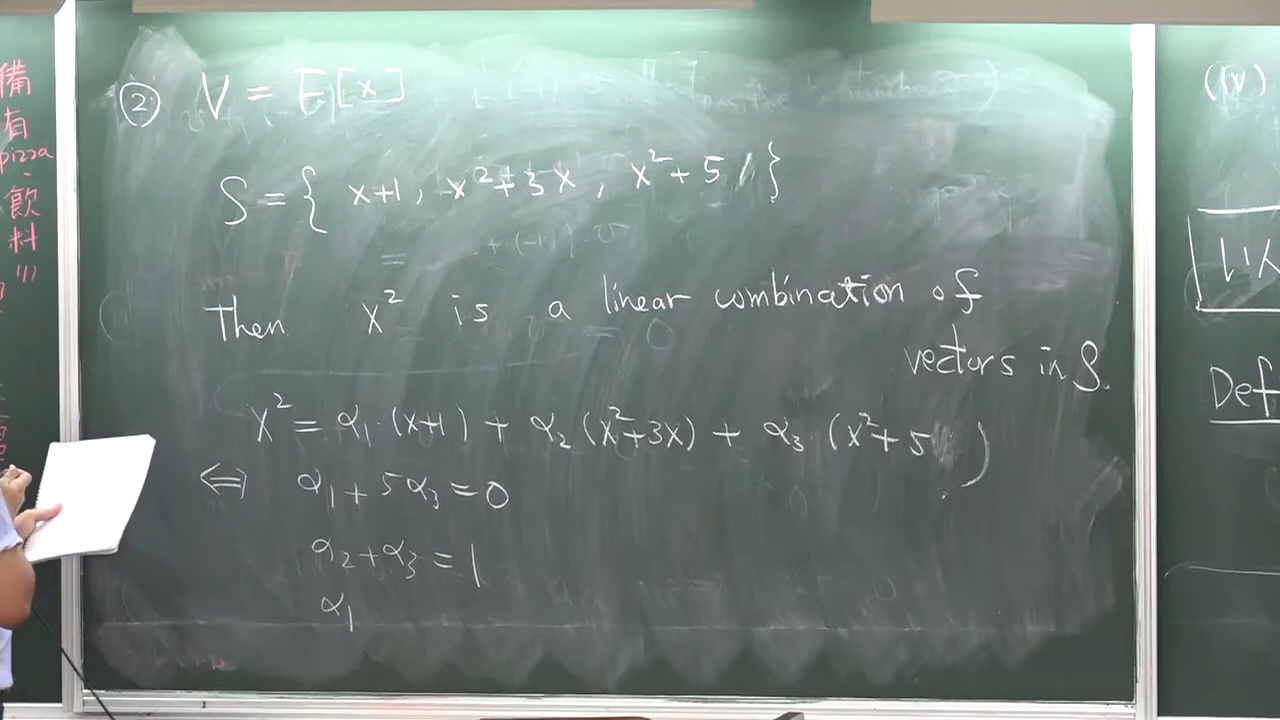 備
有
pizza
飲
料
② V = F[x]
S = { x+1, x²+3x, x²+5 }
Then x² is a linear combination of
vectors in S.
x² = α₁·(x+1) + α₂(x²+3x) + α₃(x²+5)
⇔ α₁+5α₃=0
α₂+α₃=1
α₁
(iv)
Def